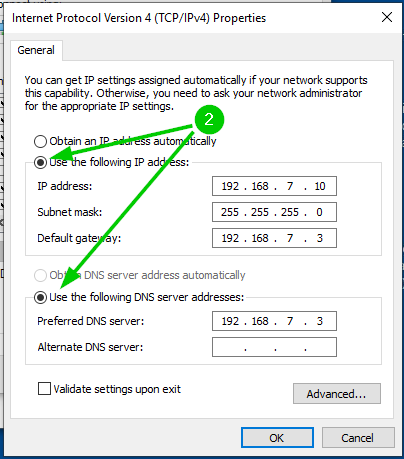 Internet Protocol Version 4 (TCP/IPv4) Properties
General
You can get IP settings assigned automatically if your network supports
this capability. Otherwise, you need to ask your network administrator
for the appropriate IP settings.
2
Obtain an IP address automatically
Use the following IP address:
IP address: 192 . 168 . 7 . 10
Subnet mask: 255 . 255 . 255 . 0
Default gateway: 192 . 168 . 7 . 3
Obtain DNS server address automatically
Use the following DNS server addresses:
Preferred DNS server: 192 . 168 . 7 . 3
Alternate DNS server: . . .
Validate settings upon exit
Advanced...
OK Cancel